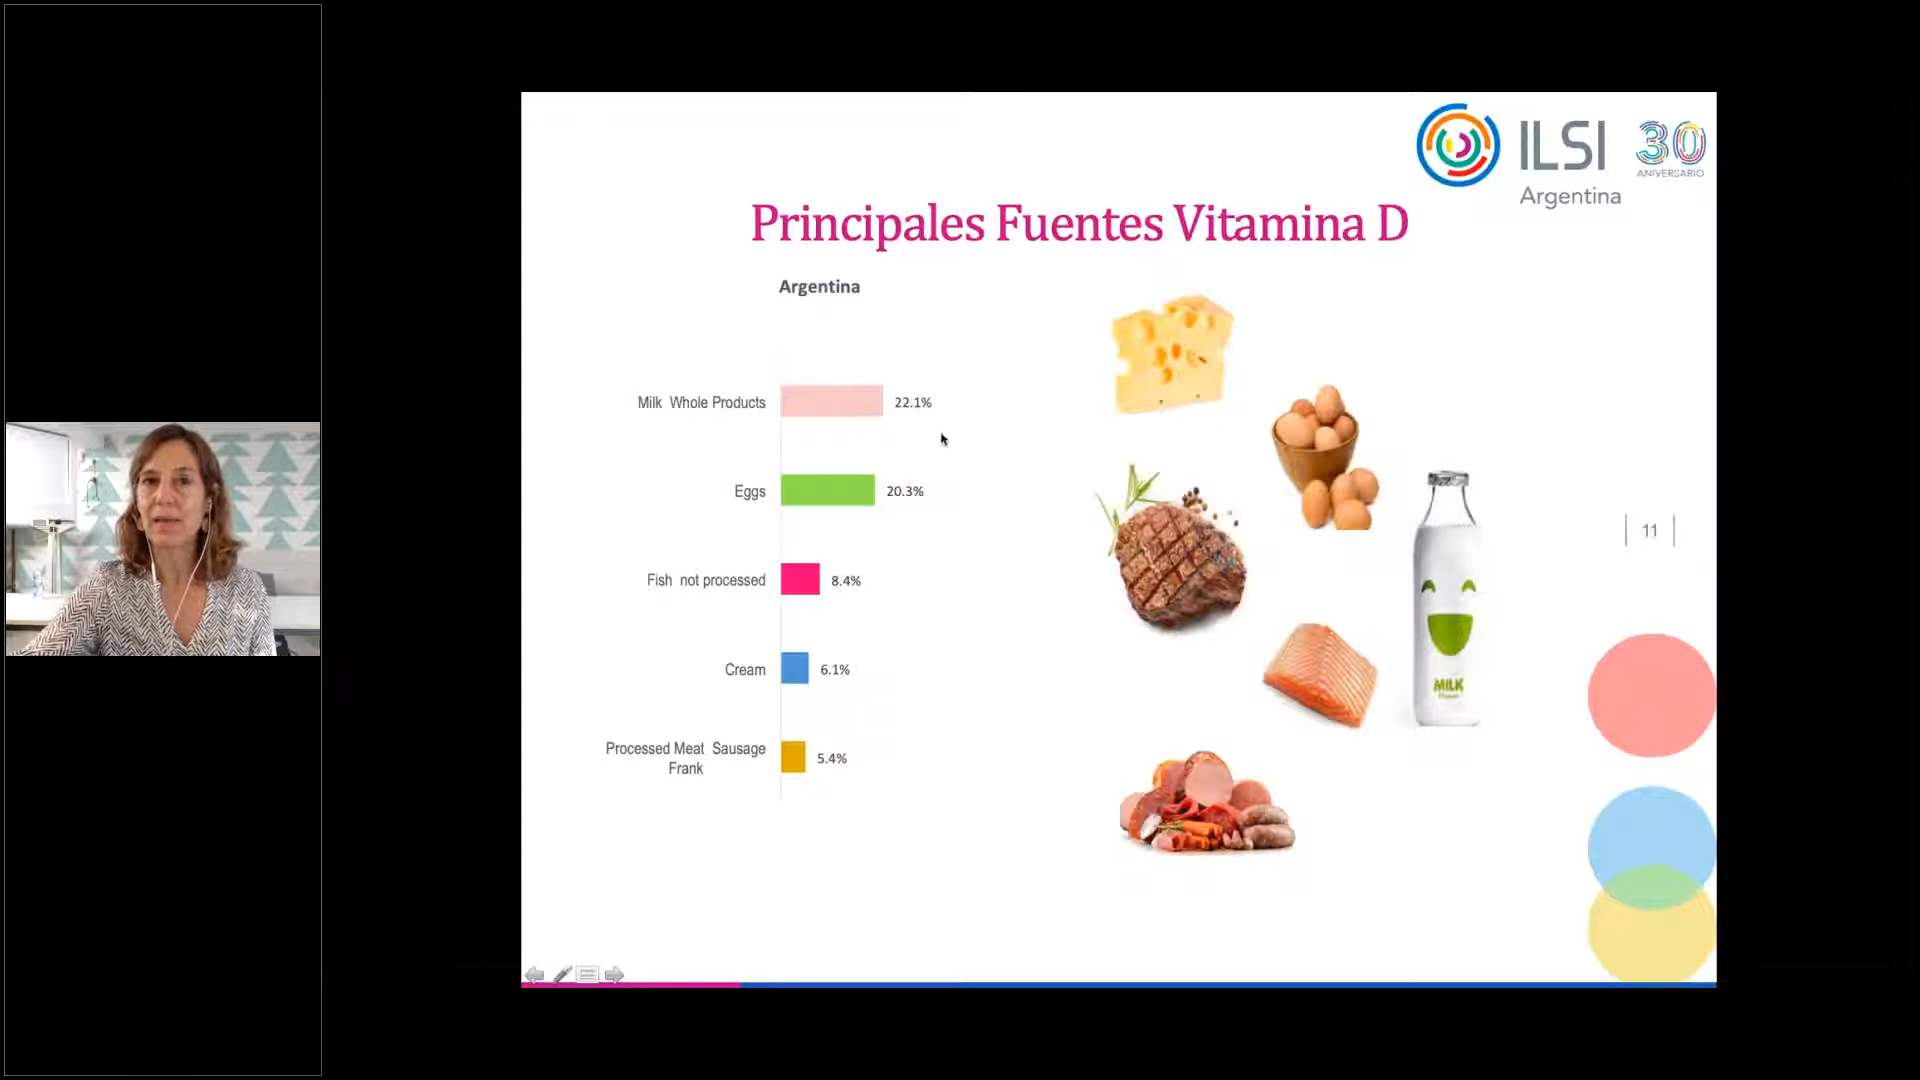 ILSI
Argentina
30
ANIVERSARIO
Principales Fuentes Vitamina D
Argentina
Milk Whole Products 22.1%
Eggs 20.3%
Fish not processed 8.4%
Cream 6.1%
Processed Meat Sausage
Frank 5.4%
11
MILK